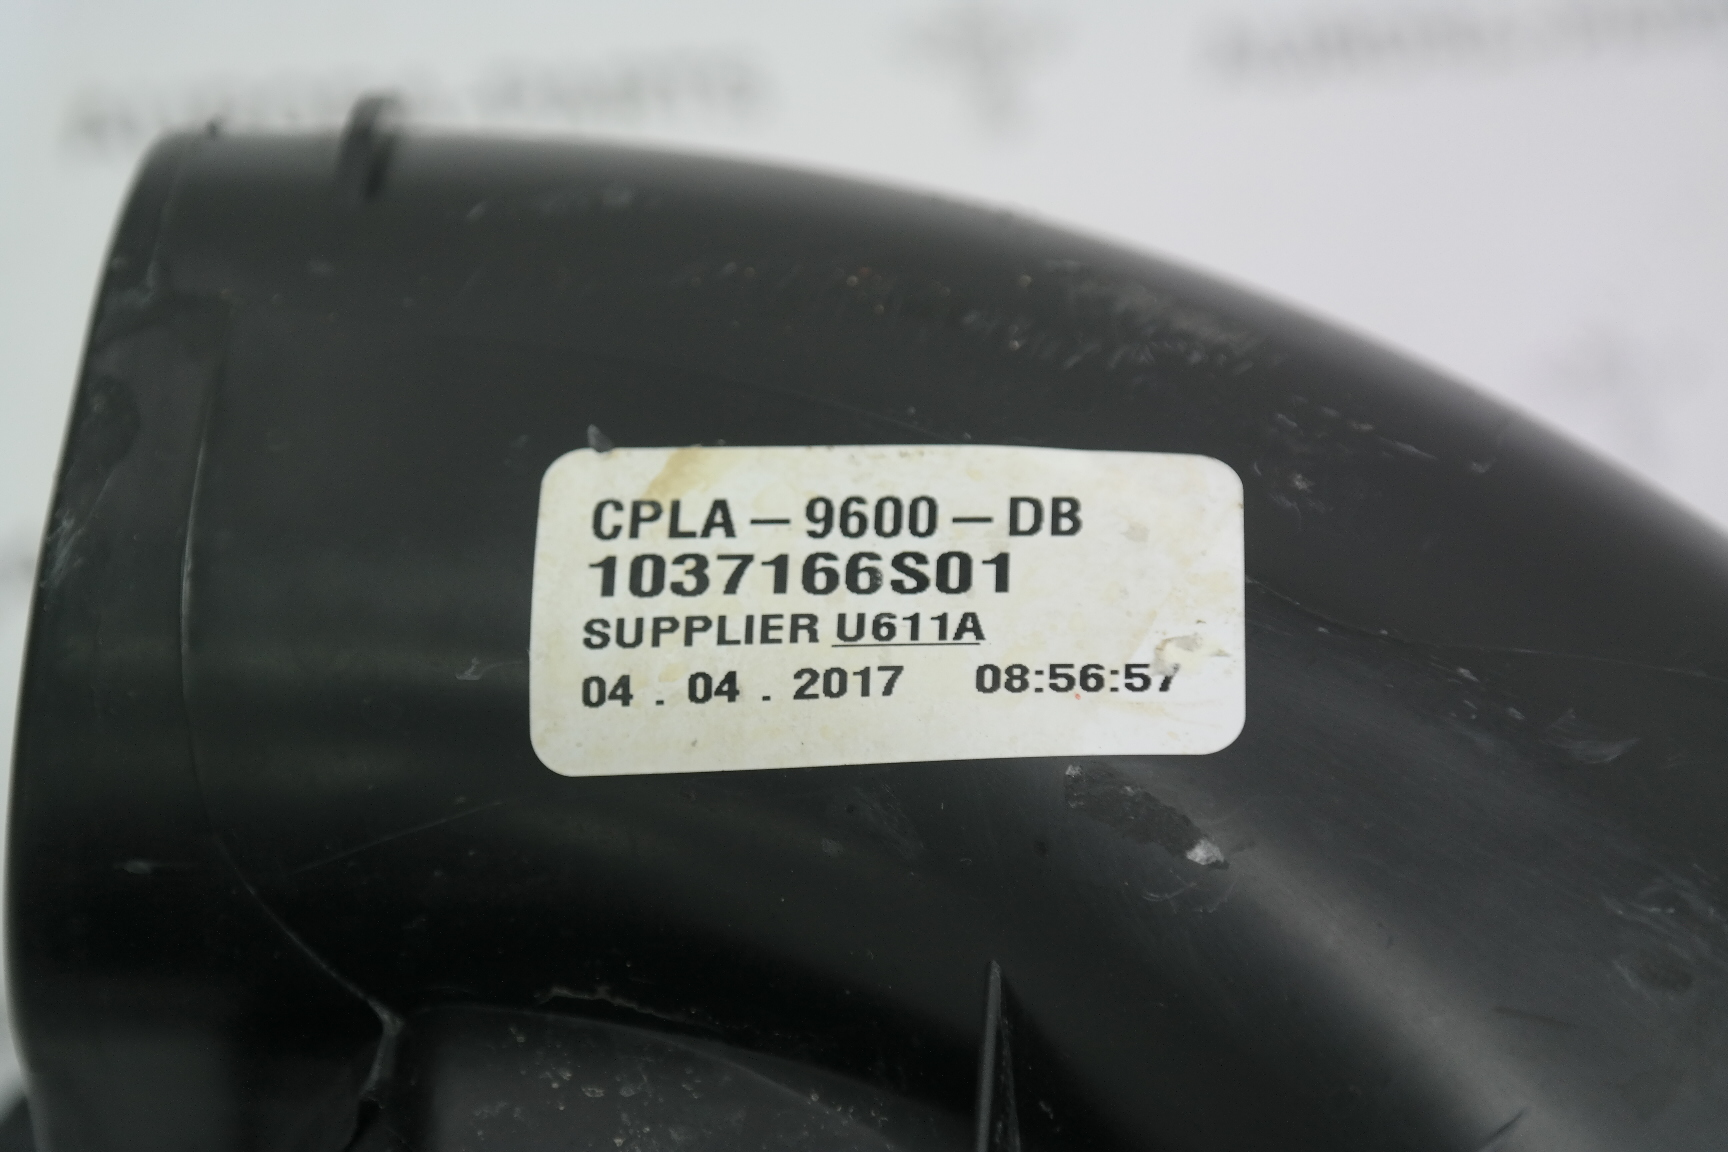 CPLA – 9600 – DB
1037166S01
SUPPLIER U611A
04 . 04 . 2017 08:56:57